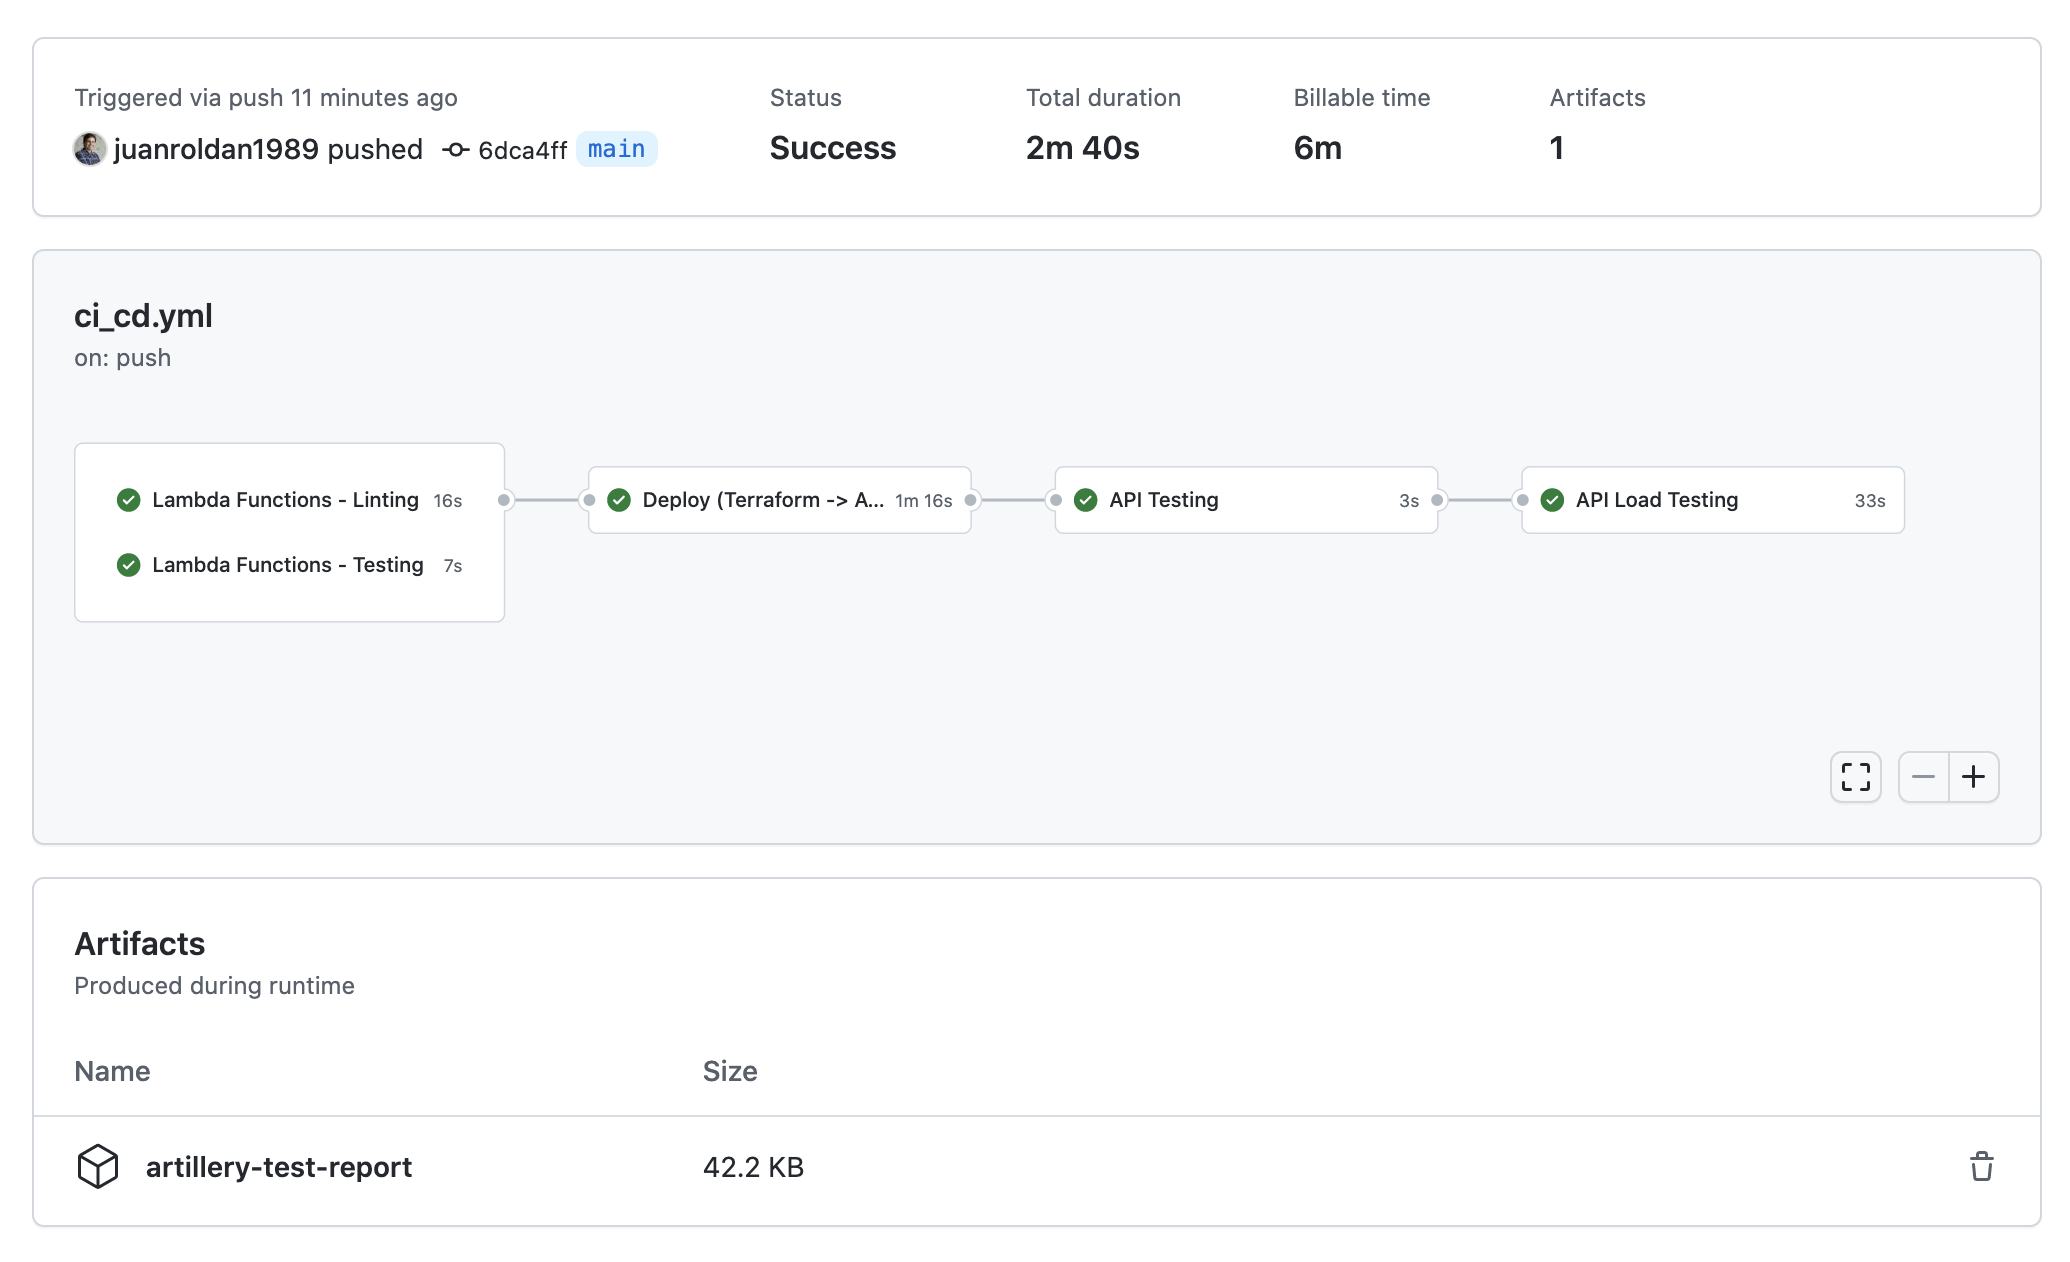 Triggered via push 11 minutes ago
juanroldan1989 pushed 6dca4ff main
Status
Success
Total duration
2m 40s
Billable time
6m
Artifacts
1
ci_cd.yml
on: push
Lambda Functions - Linting 16s
Lambda Functions - Testing 7s
Deploy (Terraform -> A... 1m 16s
API Testing 3s
API Load Testing 33s
Artifacts
Produced during runtime
Name Size
artillery-test-report 42.2 KB